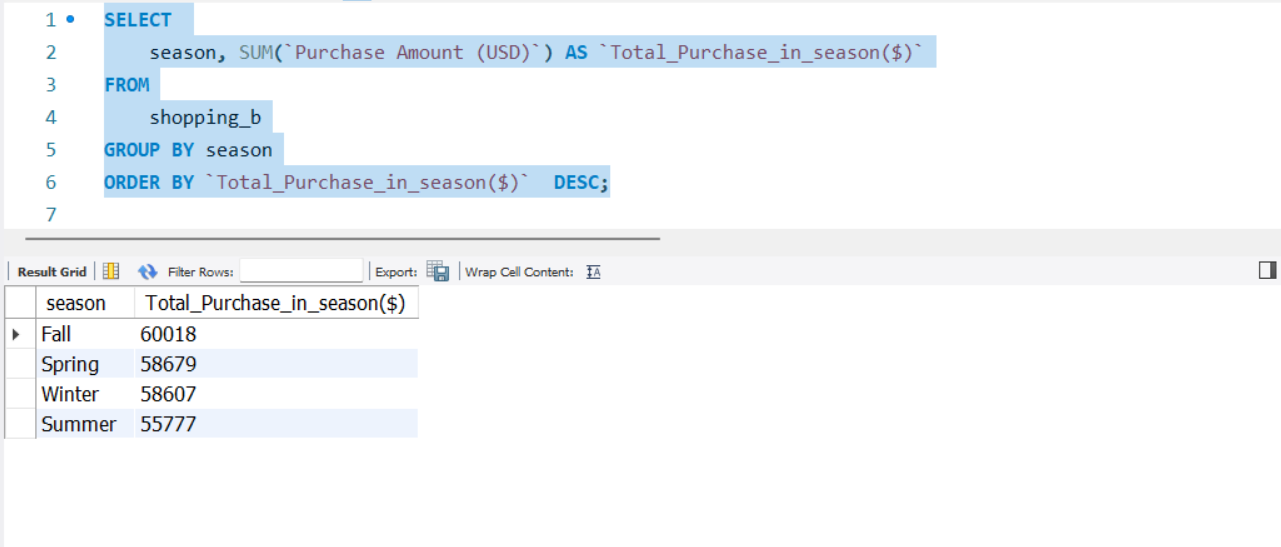 1 SELECT
2 season, SUM(`Purchase Amount (USD)`) AS `Total_Purchase_in_season($)`
3 FROM
4 shopping_b
5 GROUP BY season
6 ORDER BY `Total_Purchase_in_season($)`  DESC;
7
Result Grid Filter Rows: Export: Wrap Cell Content: IA
season Total_Purchase_in_season($)
Fall 60018
Spring 58679
Winter 58607
Summer 55777